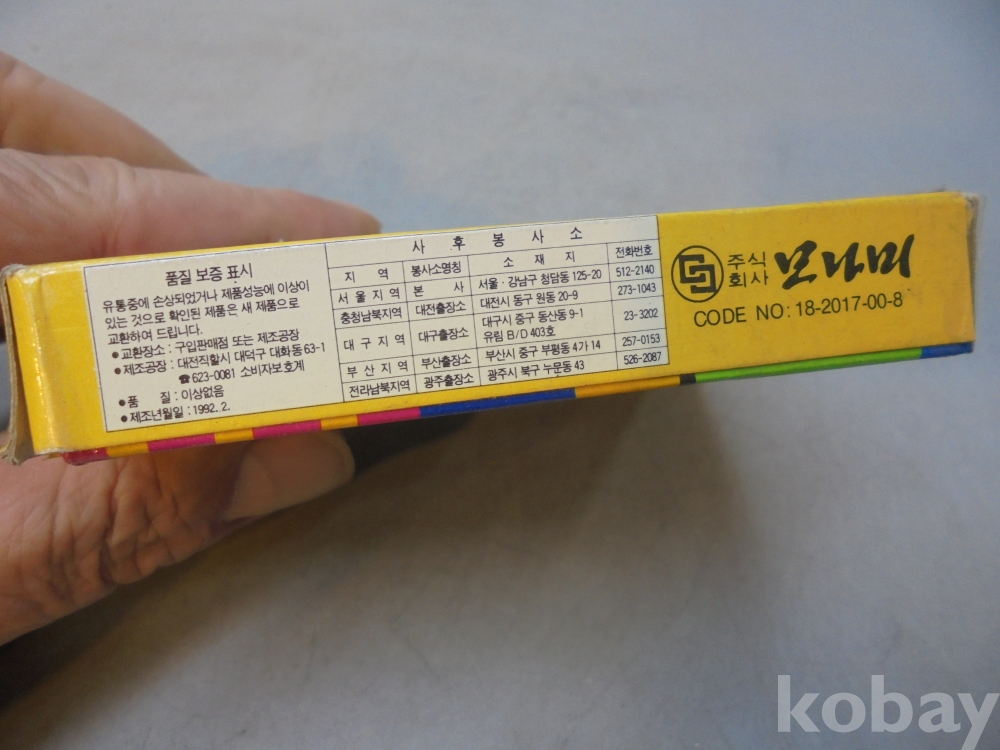 품질 보증 표시
유통중에 손상되었거나 제품성능에 이상이
있는 것으로 확인된 제품은 새 제품으로
교환하여 드립니다.
●교환장소 : 구입판매점 또는 제조공장
●제조공장 : 대전직할시 대덕구 대화동 63-1
☎623-0081 소비자보호계
●품 질 : 이상없음
●제조년월일 : 1992. 2.
사 후 봉 사 소
지 역 봉사소명칭 소 재 지 전화번호
서울지역 본 사 서울·강남구 청담동 125-20 512-2140
충청남북지역 대전출장소 대전시 동구 원동 20-9 273-1043
대구지역 대구출장소 대구시 중구 동산동 9-1 23-3202
유림 B/D 403호
부산지역 부산출장소 부산시 중구 부평동 4가 14 257-0153
전라남북지역 광주출장소 광주시 북구 누문동 43 526-2087
주식
회사 모나미
CODE NO: 18-2017-00-8
kobay